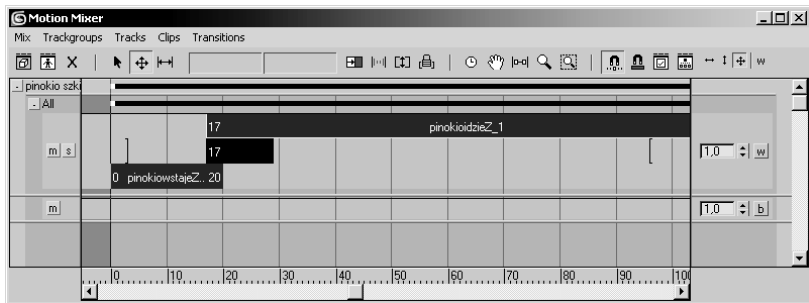 Motion Mixer
Mix Trackgroups Tracks Clips Transitions
w
- pinokio szki
- All
17 pinokioidzieZ_1
m s 17 1,0 w
0 pinokiowstajeZ.. 20
m 1,0 b
0 10 20 30 40 50 60 70 80 90 100